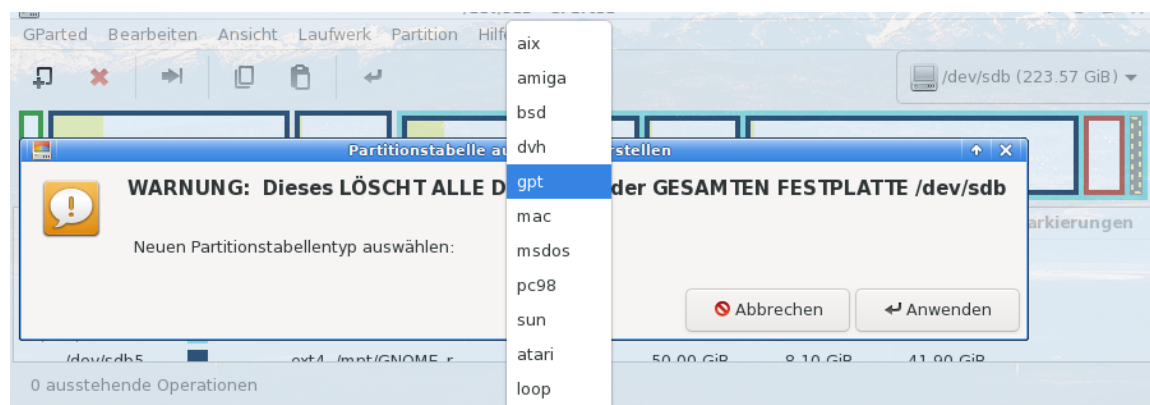 GParted Bearbeiten Ansicht Laufwerk Partition
/dev/sdb (223.57 GiB)
Partitionstabelle
stellen
WARNUNG: Dieses LÖSCHT ALLE
der GESAMTEN FESTPLATTE /dev/sdb
Neuen Partitionstabellentyp auswählen:
aix
amiga
bsd
dvh
gpt
mac
msdos
pc98
sun
atari
loop
arkierungen
Abbrechen
Anwenden
/dev/sdb5 ext4 50.00 GiB 8.10 GiB 41.90 GiB
0 ausstehende Operationen